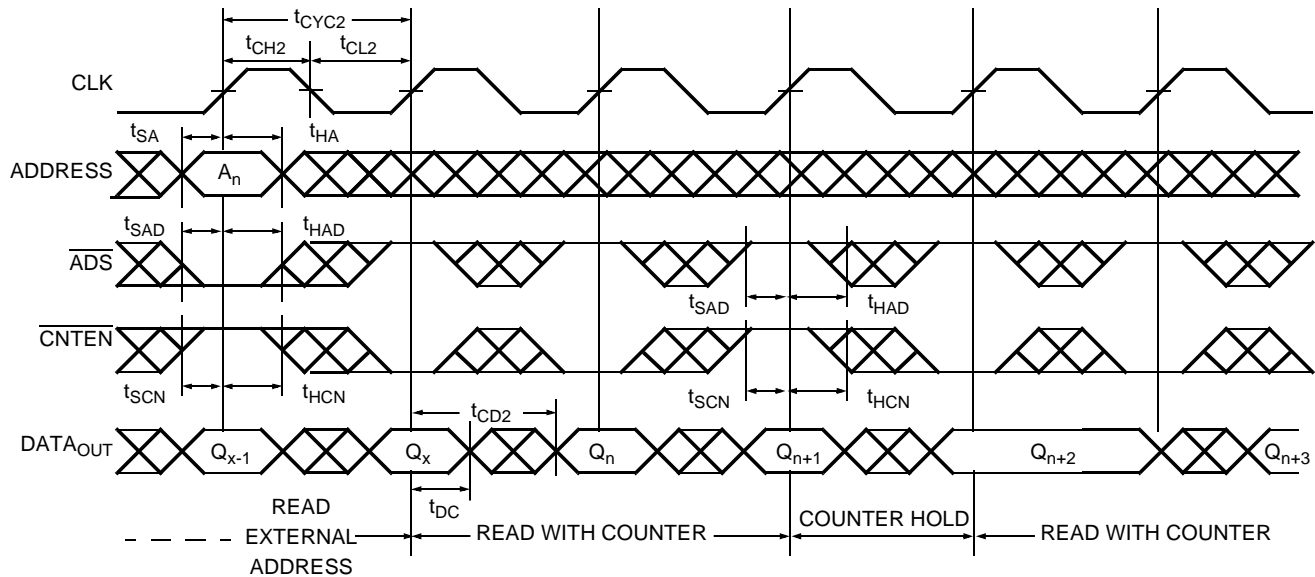 tCYC2
tCH2 tCL2
CLK
tSA tHA
ADDRESS An
tSAD tHAD
ADS
tSAD tHAD
CNTEN
tSCN tHCN tSCN tHCN
tCD2
DATAOUT Qx-1 Qx Qn Qn+1 Qn+2 Qn+3
tDC
READ
EXTERNAL
ADDRESS
READ WITH COUNTER COUNTER HOLD READ WITH COUNTER